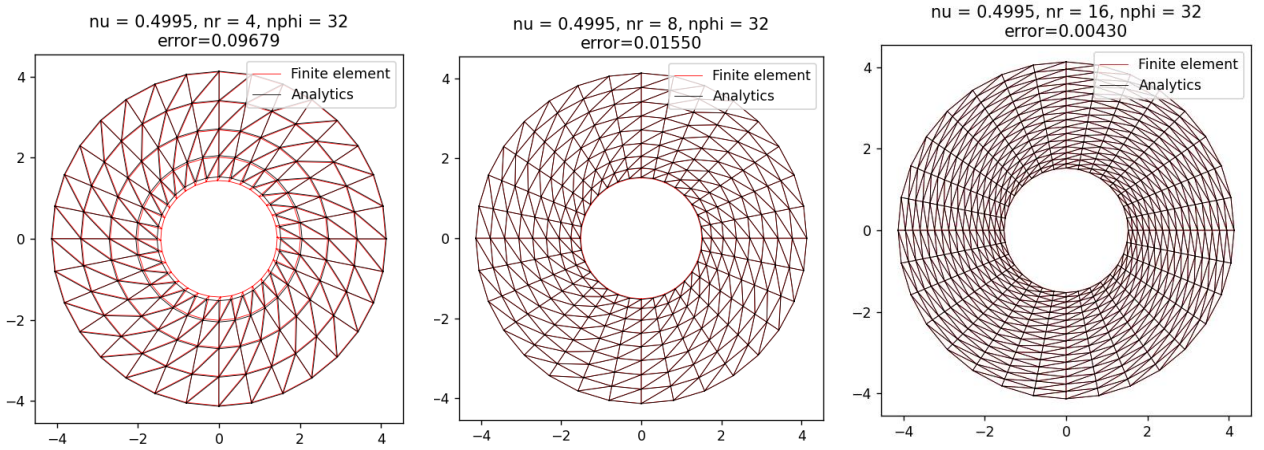 nu = 0.4995, nr = 4, nphi = 32
error=0.09679
Finite element
Analytics
4
2
0
−2
−4
−4
−2
0
2
4
nu = 0.4995, nr = 8, nphi = 32
error=0.01550
Finite element
Analytics
4
2
0
−2
−4
−4
−2
0
2
4
nu = 0.4995, nr = 16, nphi = 32
error=0.00430
Finite element
Analytics
4
2
0
−2
−4
−4
−2
0
2
4